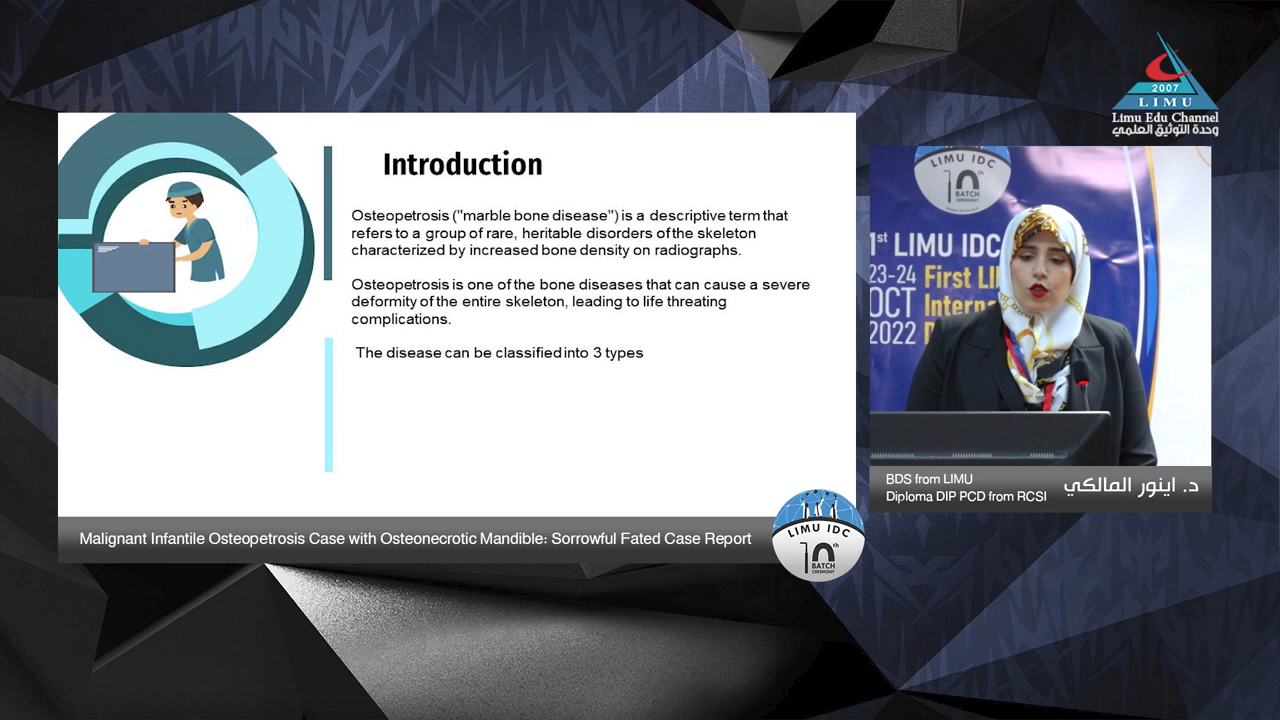 2007
LIMU
Limu Edu Channel
وحدة التوثيق العلمي
Introduction
Osteopetrosis ("marble bone disease") is a descriptive term that
refers to a group of rare, heritable disorders of the skeleton
characterized by increased bone density on radiographs.
Osteopetrosis is one of the bone diseases that can cause a severe
deformity of the entire skeleton, leading to life threating
complications.
The disease can be classified into 3 types
LIMU IDC
10th
BATCH
CEREMONY
1st LIMU IDC
23-24
OCT
2022
First LI
Interna
BDS from LIMU
Diploma DIP PCD from RCSI
د. اينور المالكي
Malignant Infantile Osteopetrosis Case with Osteonecrotic Mandible: Sorrowful Fated Case Report
LIMU IDC
10th
BATCH
CEREMONY